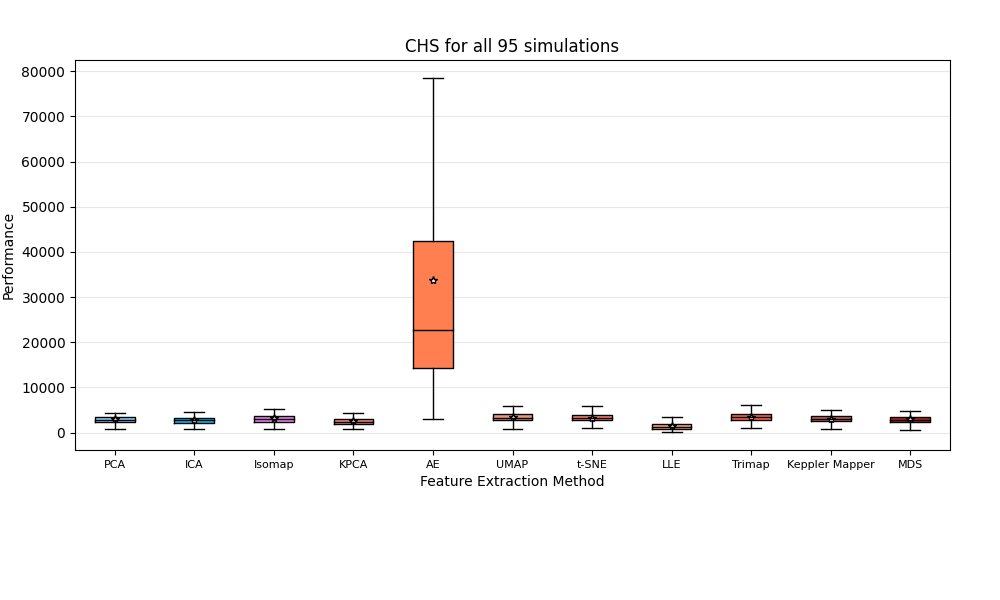 CHS for all 95 simulations
Performance
80000
70000
60000
50000
40000
30000
20000
10000
0
PCA ICA Isomap KPCA AE UMAP t-SNE LLE Trimap Keppler Mapper MDS
Feature Extraction Method